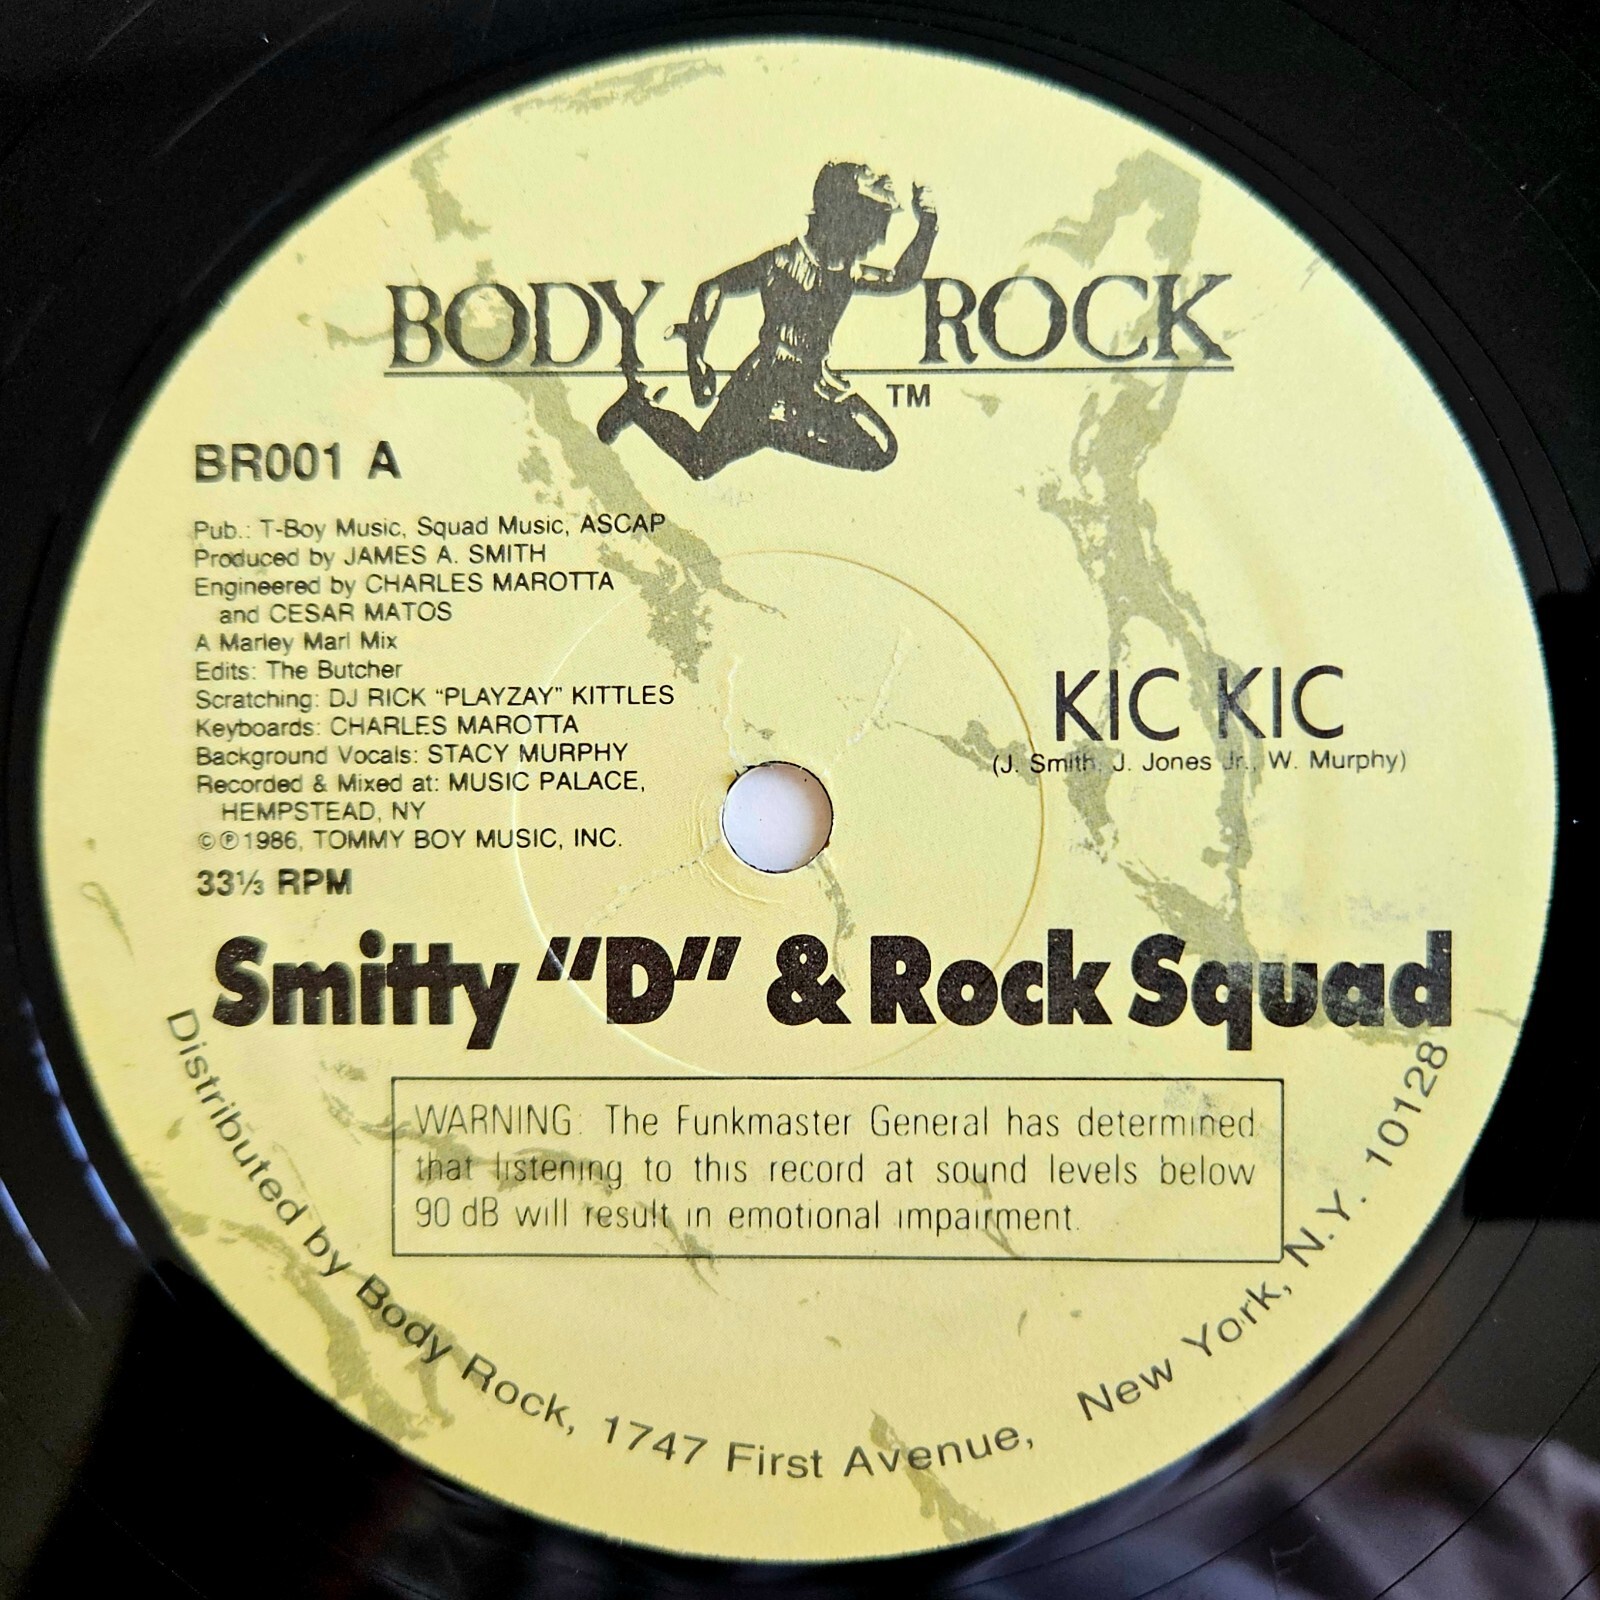 BODY ROCK
TM
BR001 A
Pub.: T-Boy Music, Squad Music, ASCAP
Produced by JAMES A. SMITH
Engineered by CHARLES MAROTTA
and CESAR MATOS
A Marley Marl Mix
Edits: The Butcher
Scratching: DJ RICK “PLAYZAY” KITTLES
Keyboards: CHARLES MAROTTA
Background Vocals: STACY MURPHY
Recorded & Mixed at: MUSIC PALACE,
HEMPSTEAD, NY
©℗1986, TOMMY BOY MUSIC, INC.
33⅓ RPM
KIC KIC
(J. Smith, J. Jones Jr., W. Murphy)
Smitty "D" & Rock Squad
WARNING: The Funkmaster General has determined
that listening to this record at sound levels below
90 dB will result in emotional impairment.
Distributed by Body Rock, 1747 First Avenue, New York, N.Y. 10128